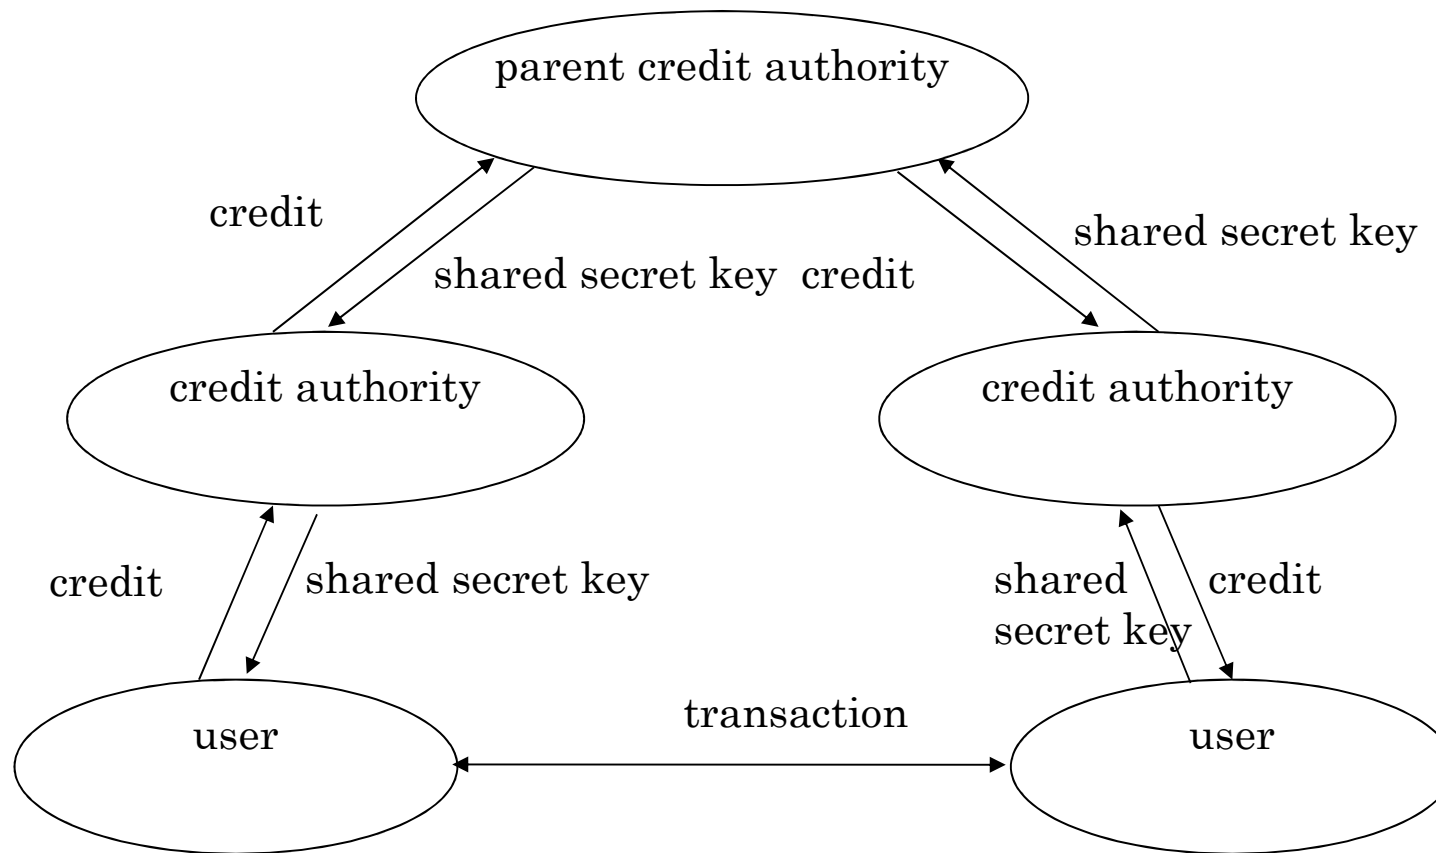 parent credit authority
credit
shared secret key
shared secret key
credit
credit authority
credit authority
credit
shared secret key
shared
secret key
credit
transaction
user
user